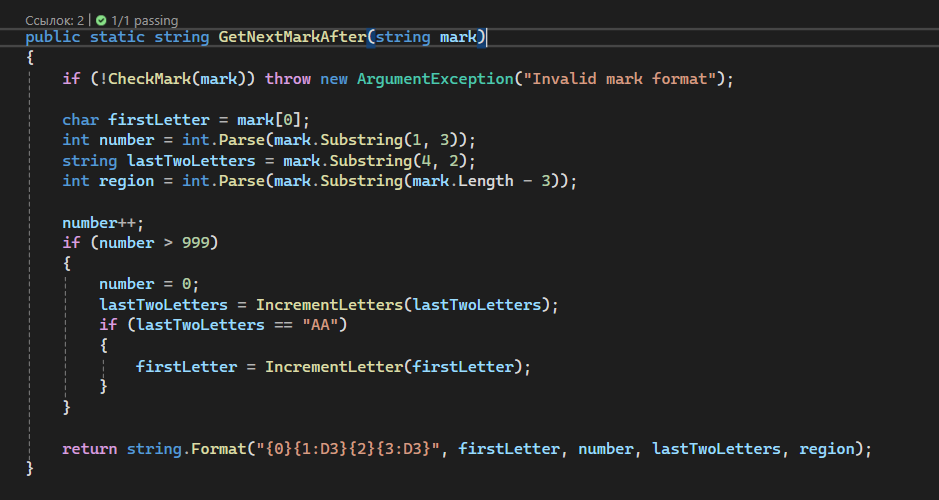 Ссылок: 2 | 1/1 passing
public static string GetNextMarkAfter(string mark)
{
if (!CheckMark(mark)) throw new ArgumentException("Invalid mark format");
char firstLetter = mark[0];
int number = int.Parse(mark.Substring(1, 3));
string lastTwoLetters = mark.Substring(4, 2);
int region = int.Parse(mark.Substring(mark.Length - 3));
number++;
if (number > 999)
{
number = 0;
lastTwoLetters = IncrementLetters(lastTwoLetters);
if (lastTwoLetters == "AA")
{
firstLetter = IncrementLetter(firstLetter);
}
}
return string.Format("{0}{1:D3}{2}{3:D3}", firstLetter, number, lastTwoLetters, region);
}